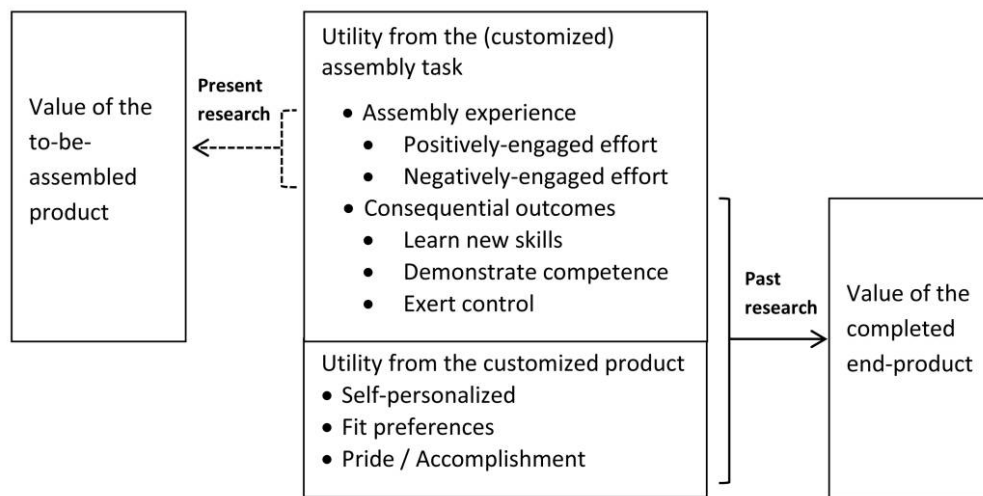 Value of the
to-be-
assembled
product
Present
research
Utility from the (customized)
assembly task
• Assembly experience
• Positively-engaged effort
• Negatively-engaged effort
• Consequential outcomes
• Learn new skills
• Demonstrate competence
• Exert control
Utility from the customized product
• Self-personalized
• Fit preferences
• Pride / Accomplishment
Past
research
Value of the
completed
end-product